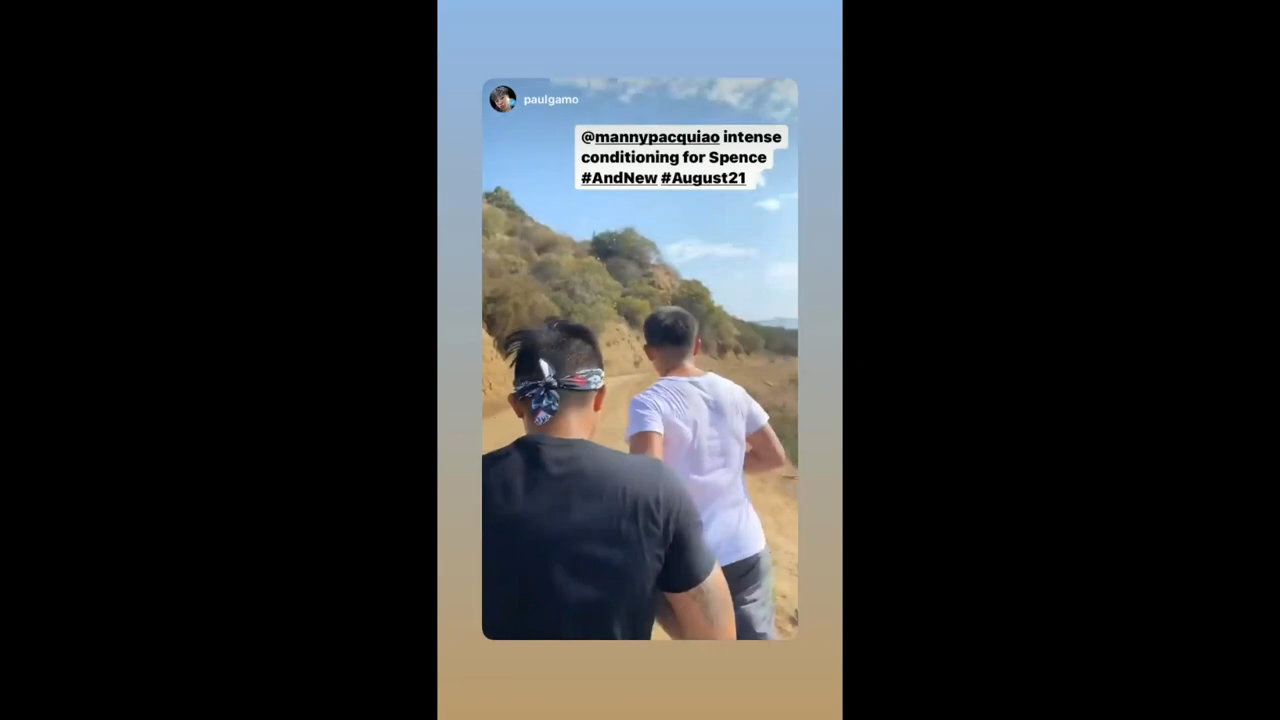 paulgamo
@mannypacquiao intense
conditioning for Spence
#AndNew #August21